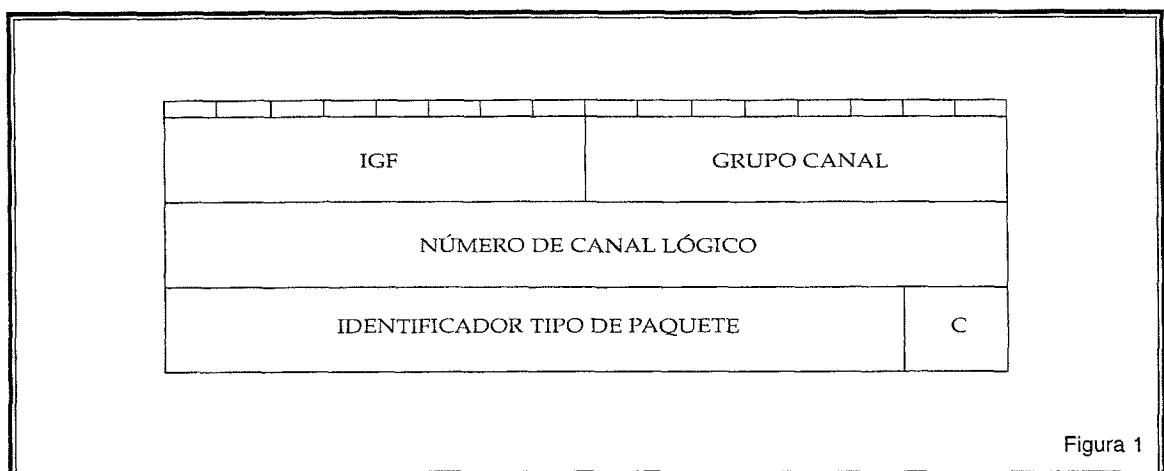 IGF GRUPO CANAL
NÚMERO DE CANAL LÓGICO
IDENTIFICADOR TIPO DE PAQUETE C
Figura 1